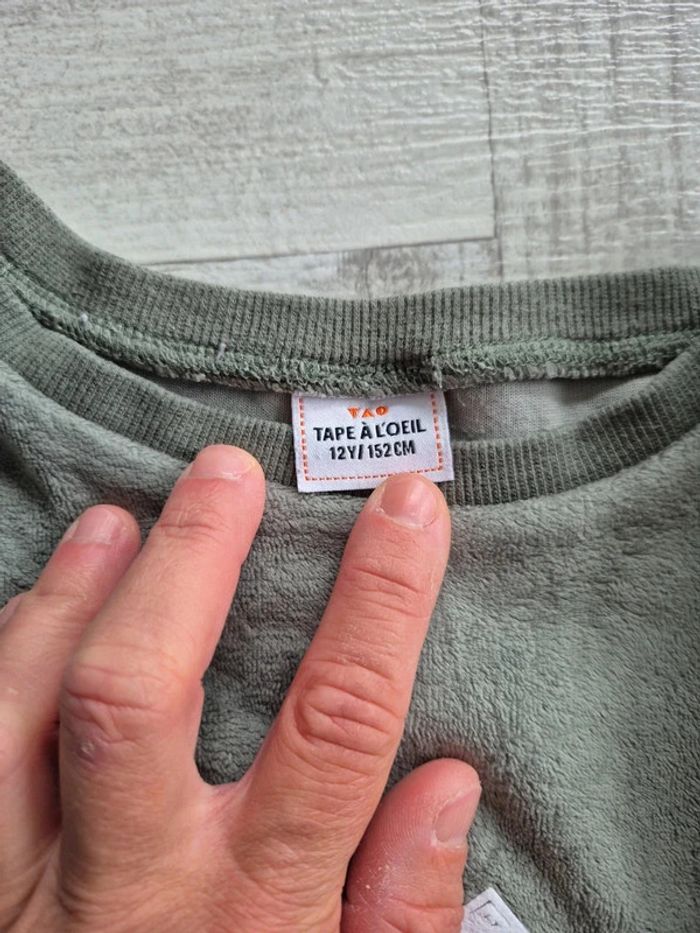 TAO
TAPE À L'OEIL
12Y/152CM